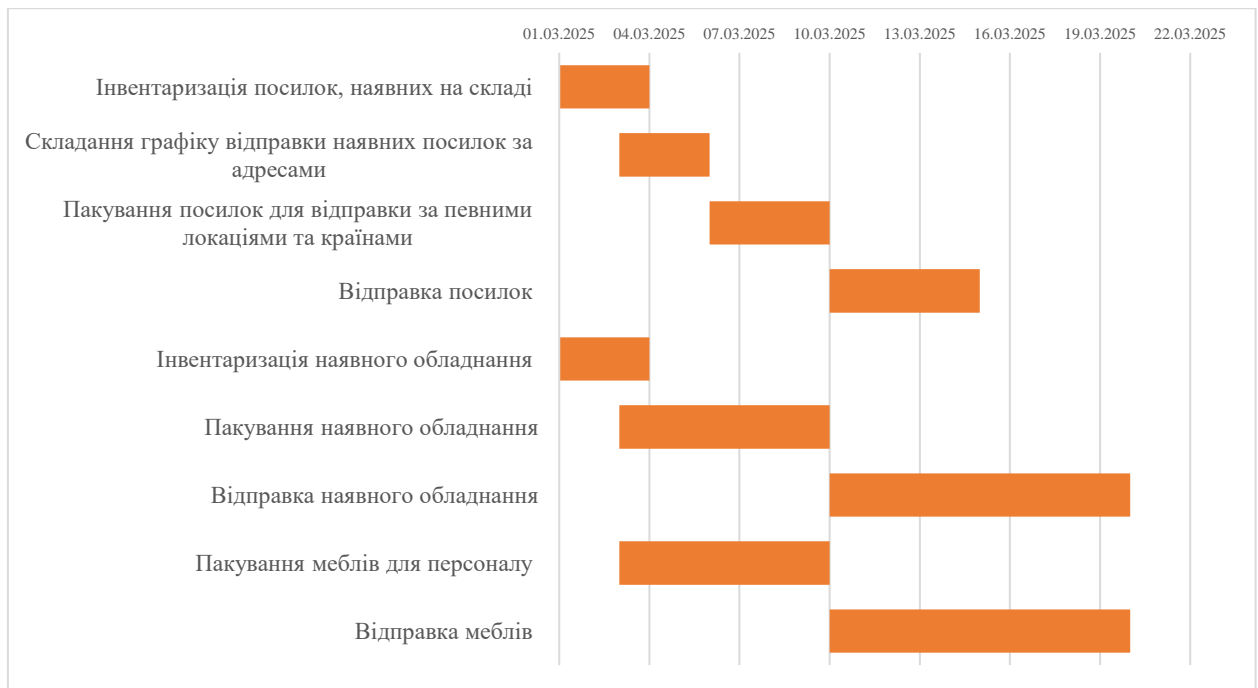 01.03.2025 04.03.2025 07.03.2025 10.03.2025 13.03.2025 16.03.2025 19.03.2025 22.03.2025
Інвентаризація посилок, наявних на складі
Складання графіку відправки наявних посилок за
адресами
Пакування посилок для відправки за певними
локаціями та країнами
Відправка посилок
Інвентаризація наявного обладнання
Пакування наявного обладнання
Відправка наявного обладнання
Пакування меблів для персоналу
Відправка меблів